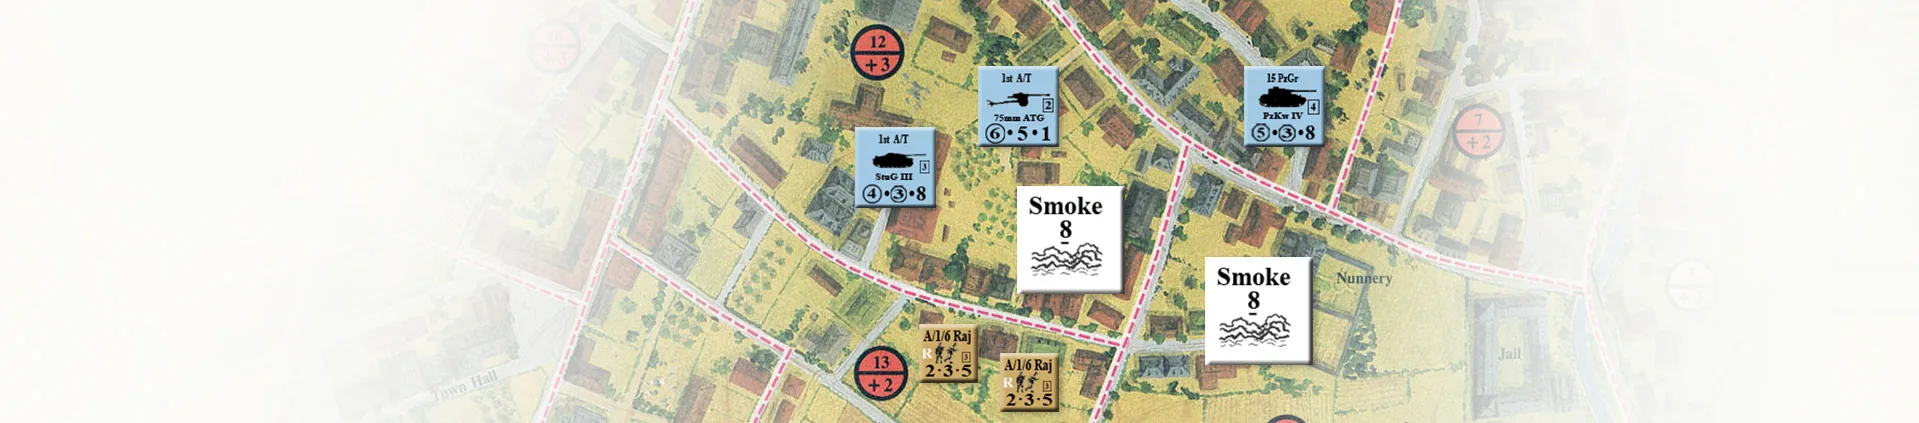 12
+3
1st A/T
2
75mm ATG
6·5·1
15 PzGr
4
PzKw IV
5·3·8
7
+2
1st A/T
3
StuG III
4·3·8
Smoke
8
Smoke
8
Nunnery
Jail
Town Hall
13
+2
A/1/6 Raj
R 3
2·3·5
A/1/6 Raj
R 3
2·3·5